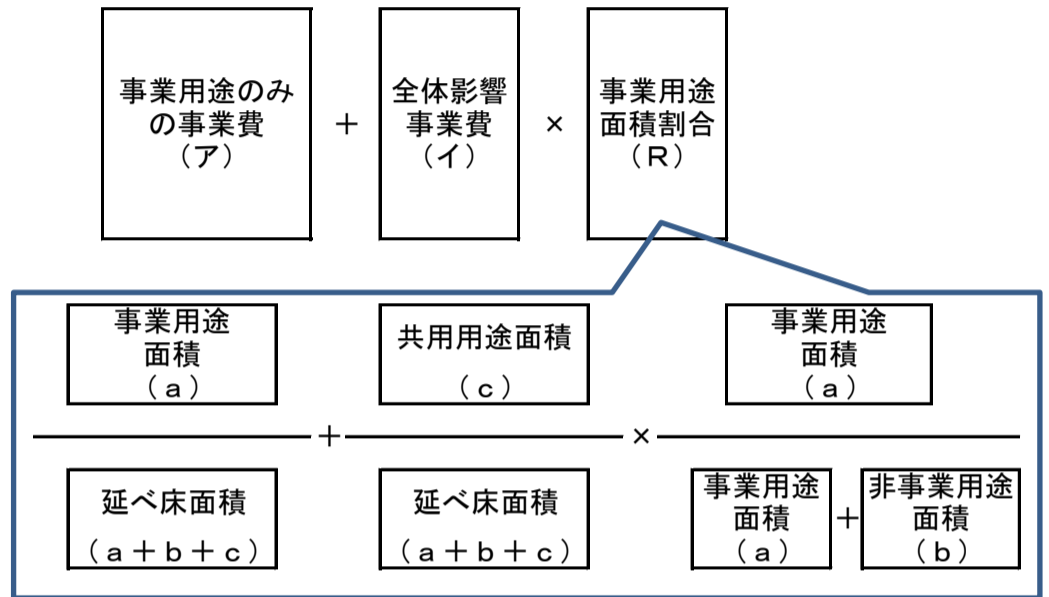 事業用途のみ
の事業費
（ア）
＋
全体影響
事業費
（イ）
×
事業用途
面積割合
（Ｒ）
事業用途
面積
（ａ）
延べ床面積
（ａ＋ｂ＋ｃ）
＋
共用用途面積
（ｃ）
延べ床面積
（ａ＋ｂ＋ｃ）
×
事業用途
面積
（ａ）
事業用途
面積
（ａ）
＋
非事業用途
面積
（ｂ）